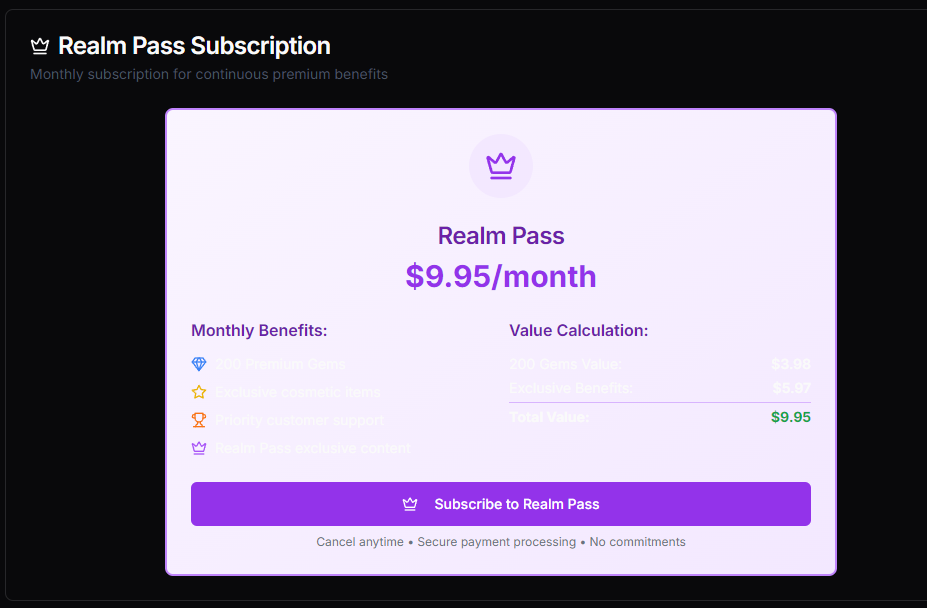 Realm Pass Subscription
Monthly subscription for continuous premium benefits
Realm Pass
$9.95/month
Monthly Benefits:
200 Premium Gems
Exclusive cosmetic items
Priority customer support
Realm Pass exclusive content
Value Calculation:
200 Gems Value: $3.98
Exclusive Benefits: $5.97
Total Value: $9.95
Subscribe to Realm Pass
Cancel anytime • Secure payment processing • No commitments